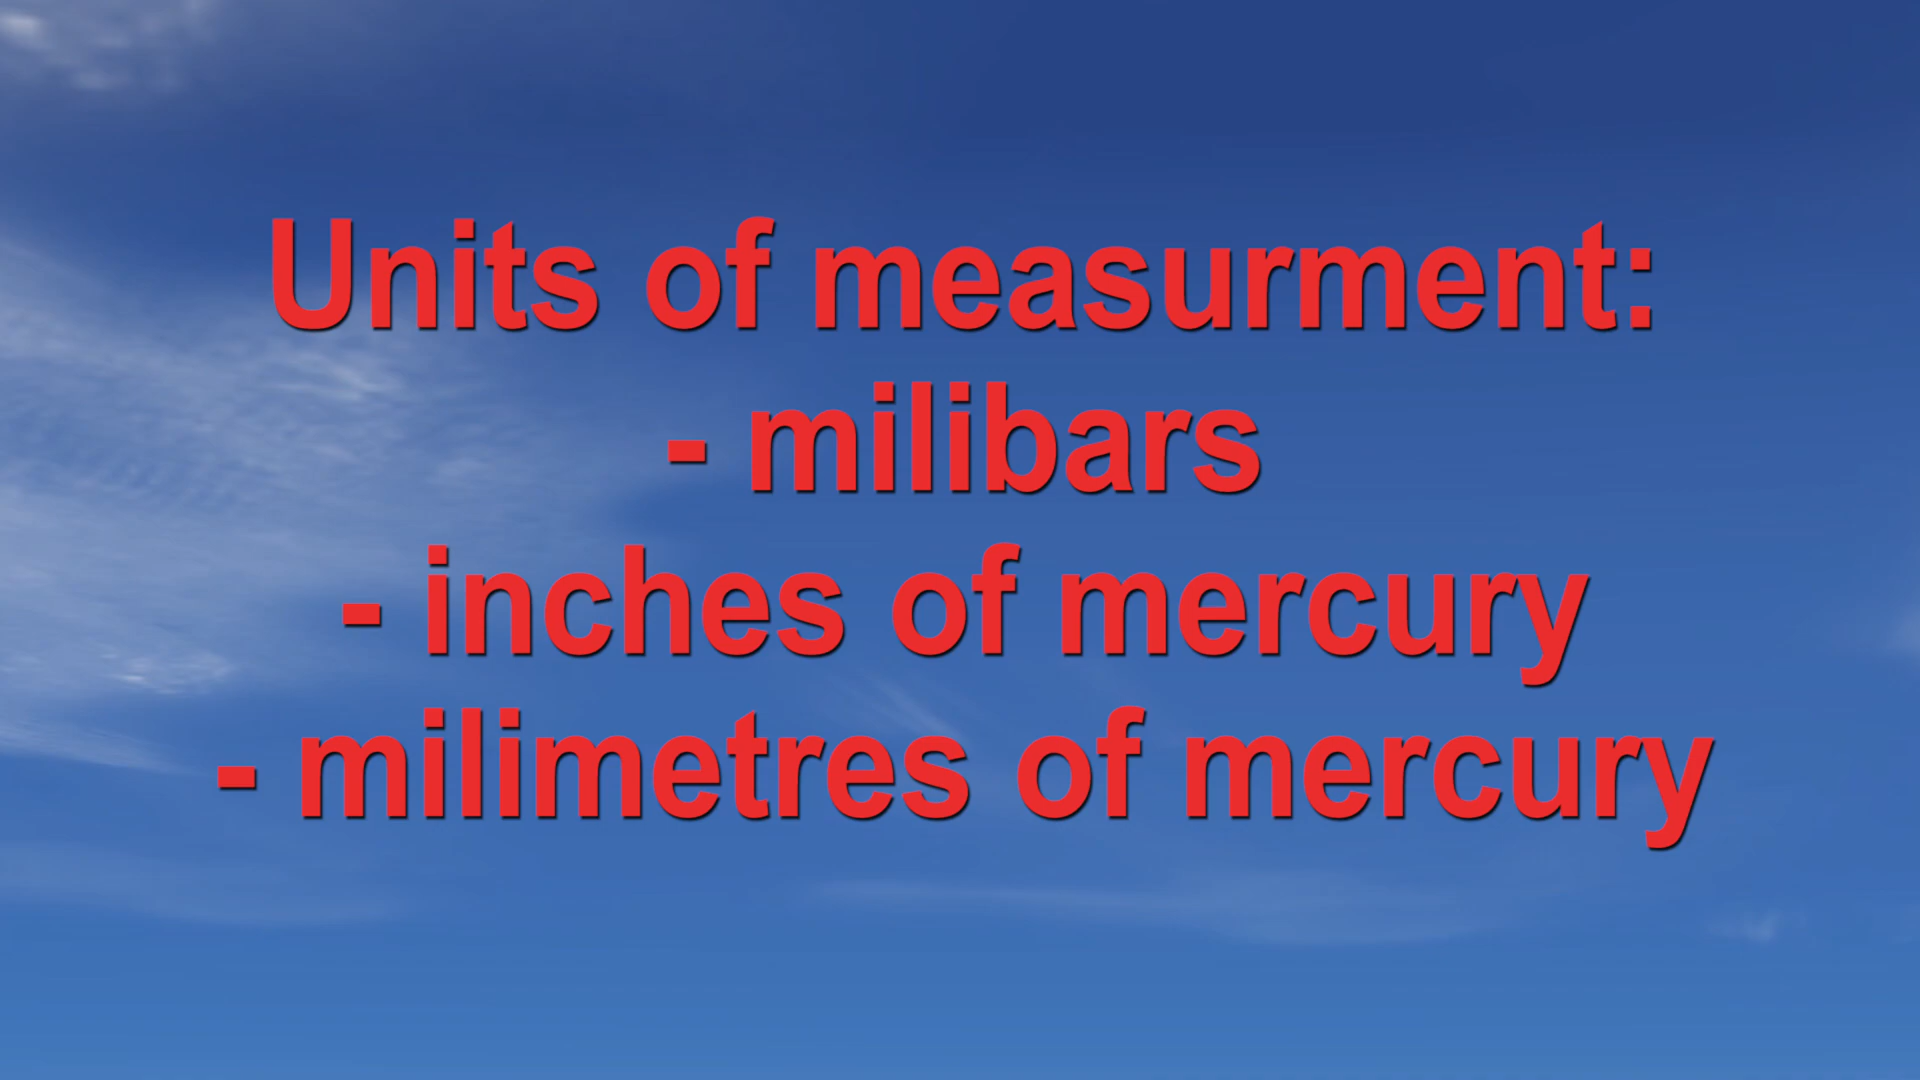 Units of measurment:
- milibars
- inches of mercury
- milimetres of mercury